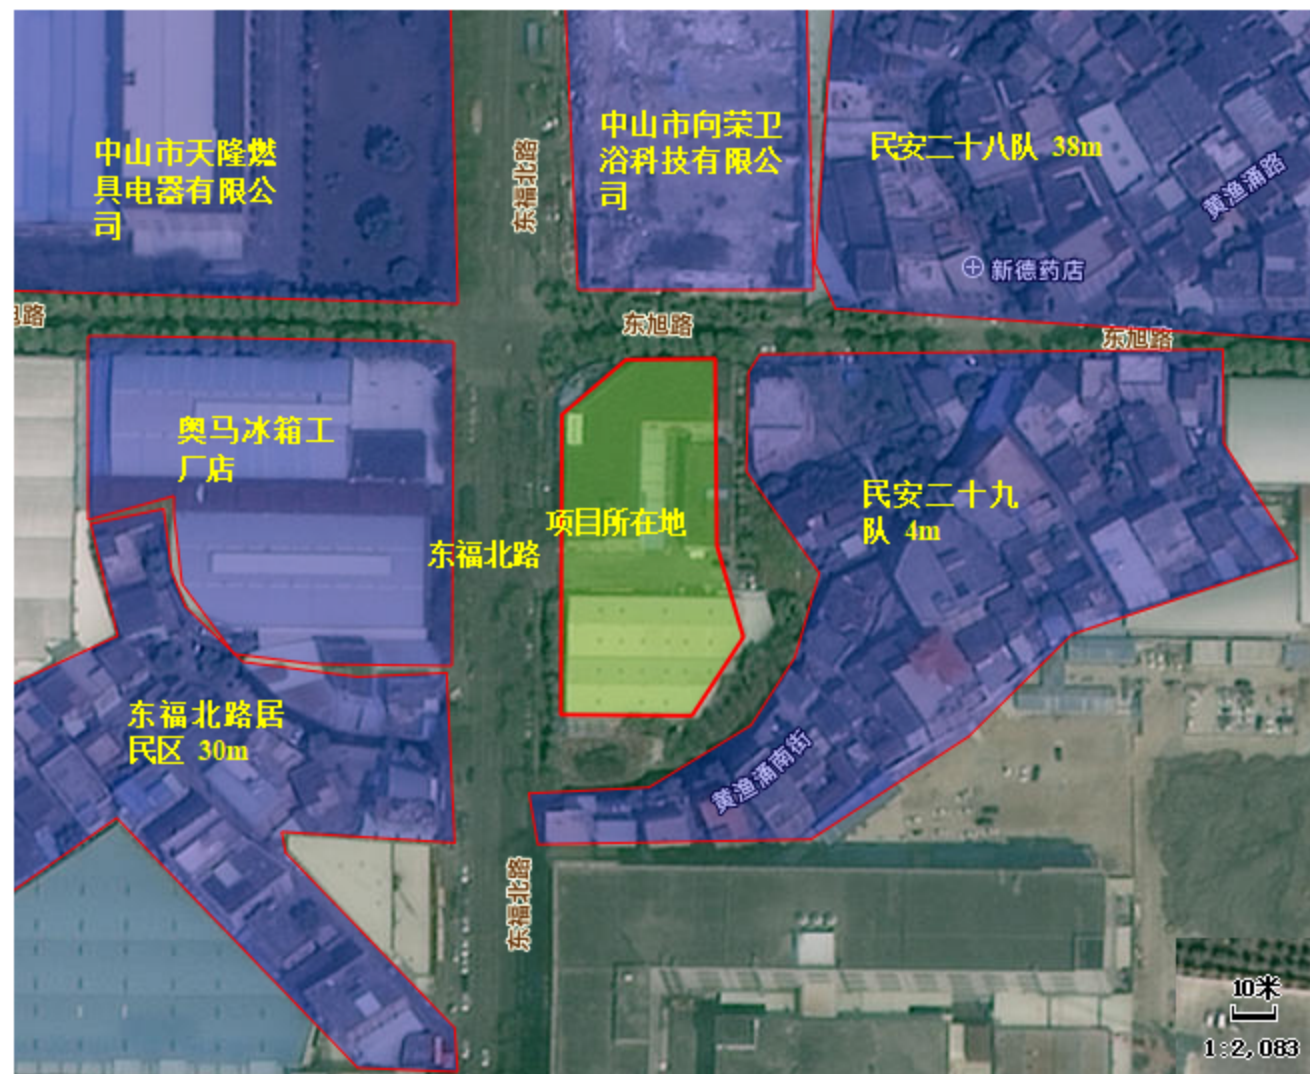 中山市天隆燃
具电器有限公
司
东福北路
中山市向荣卫
浴科技有限公
司
民安二十八队 38m
黄渔涌路
新德药店
路
东旭路
东旭路
奥马冰箱工
厂店
民安二十九
队 4m
项目所在地
东福北路
东福北路居
民区 30m
黄渔涌南街
东福北路
10米
1:2,083